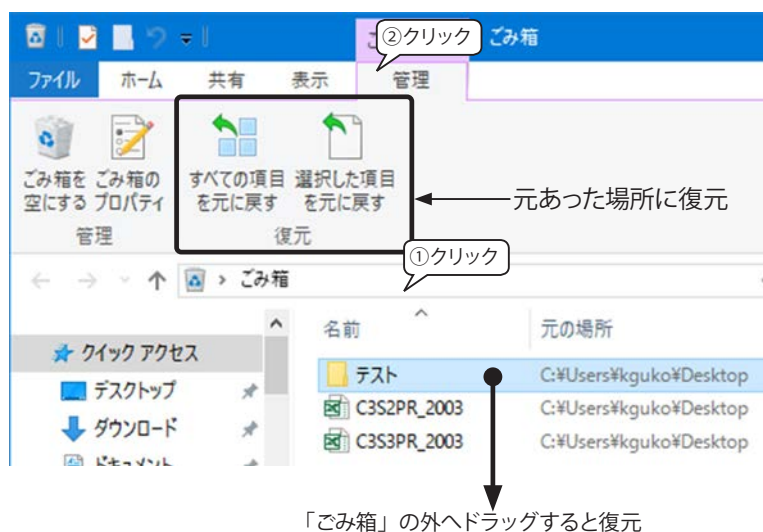 ②クリック
ごみ箱
ファイル ホーム 共有 表示 管理
ごみ箱を
空にする
ごみ箱の
プロパティ
すべての項目
を元に戻す
選択した項目
を元に戻す
元あった場所に復元
管理 復元
①クリック
ごみ箱
名前 元の場所
クイック アクセス
デスクトップ
ダウンロード
ドキュメント
テスト C:¥Users¥kguko¥Desktop
C3S2PR_2003 C:¥Users¥kguko¥Desktop
C3S3PR_2003 C:¥Users¥kguko¥Desktop
「ごみ箱」の外へドラッグすると復元